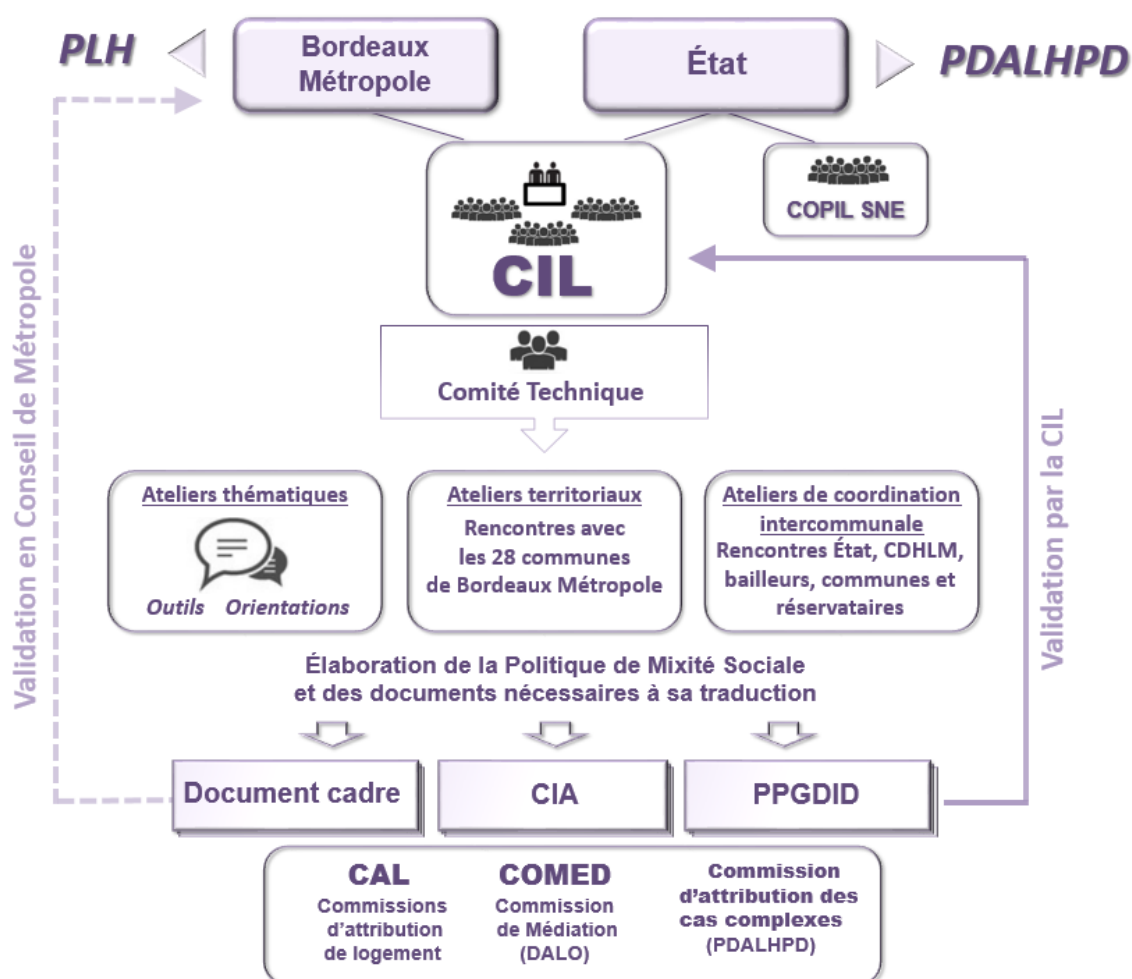 PLH
Bordeaux
Métropole
État
PDALHPD
COPIL SNE
CIL
Comité Technique
Validation en Conseil de Métropole
Validation par la CIL
Ateliers thématiques
Outils Orientations
Ateliers territoriaux
Rencontres avec
les 28 communes
de Bordeaux Métropole
Ateliers de coordination
intercommunale
Rencontres État, CDHLM,
bailleurs, communes et
réservataires
Élaboration de la Politique de Mixité Sociale
et des documents nécessaires à sa traduction
Document cadre
CIA
PPGDID
CAL
Commissions
d'attribution
de logement
COMED
Commission
de Médiation
(DALO)
Commission
d'attribution des
cas complexes
(PDALHPD)